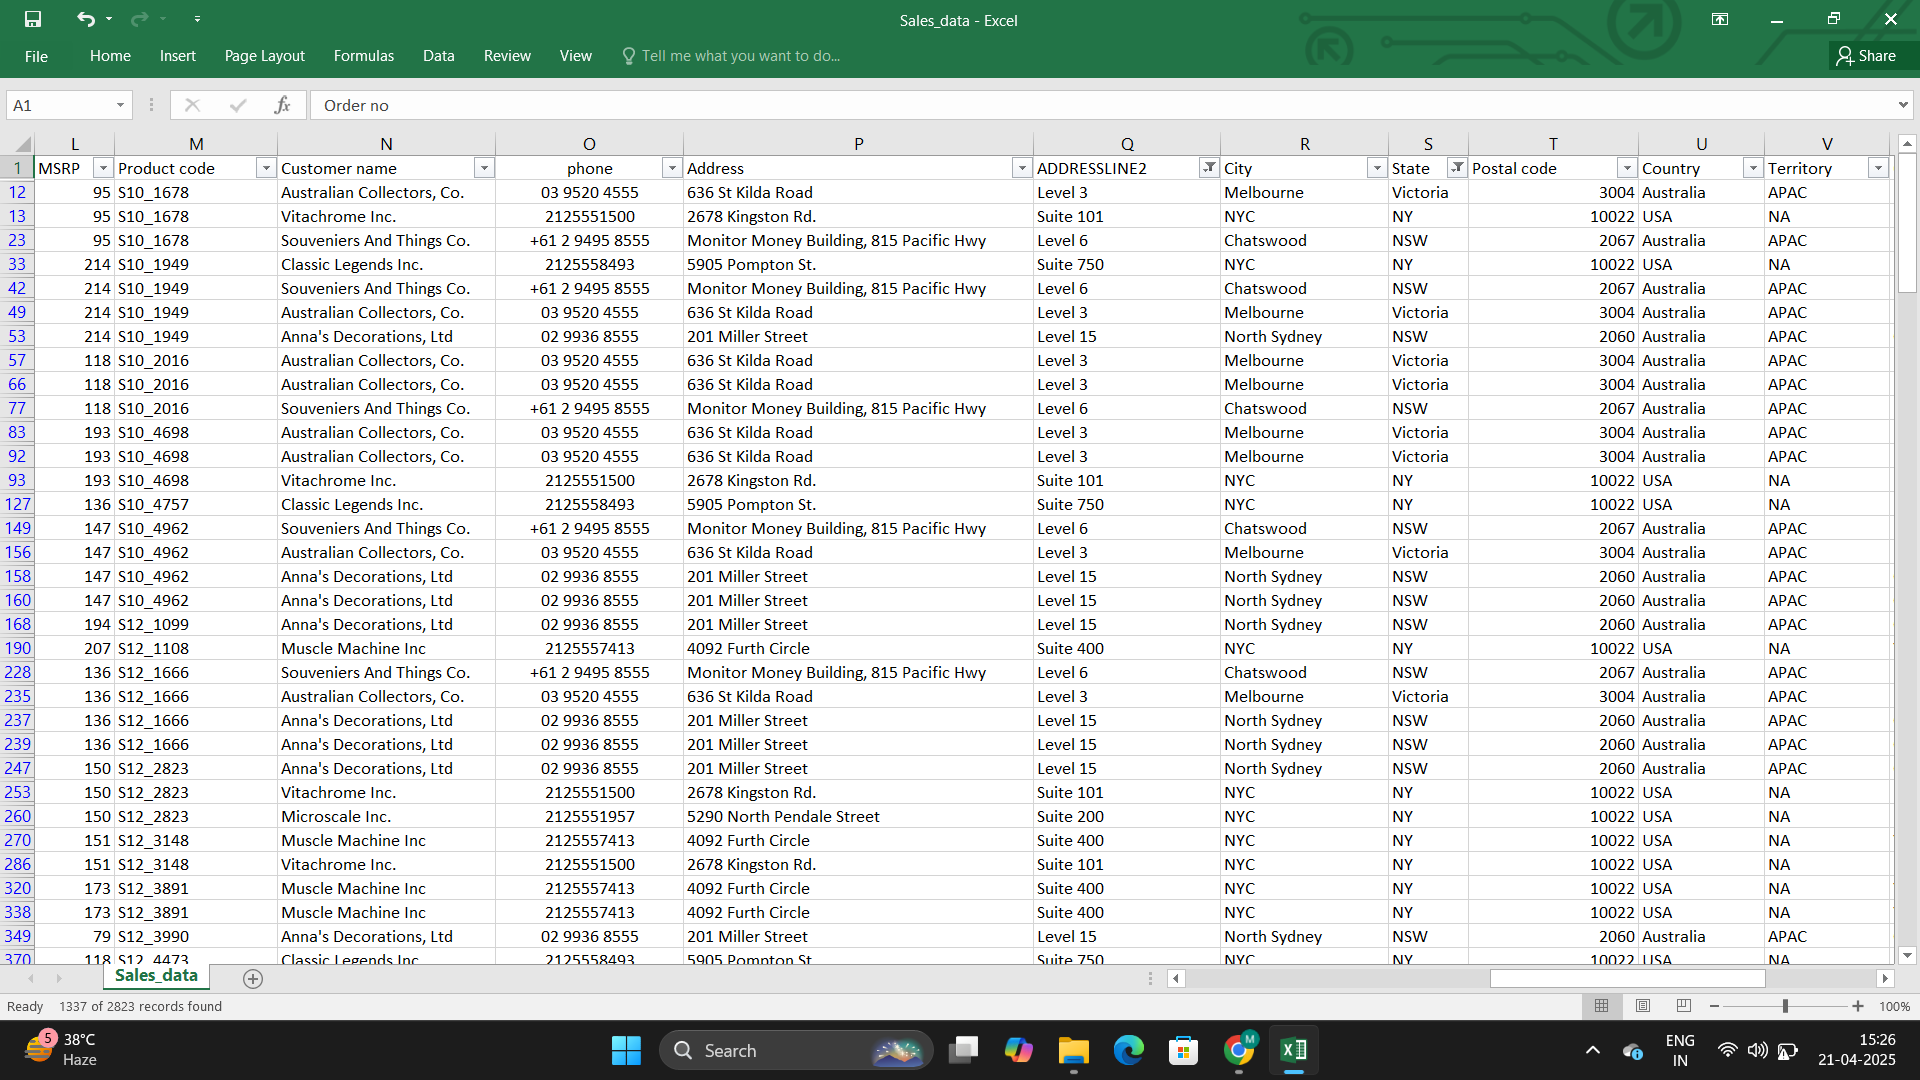 Sales_data - Excel
File Home Insert Page Layout Formulas Data Review View Tell me what you want to do... Share
A1 fx Order no
L M N O P Q R S T U V
1 MSRP Product code Customer name phone Address ADDRESSLINE2 City State Postal code Country Territory
12 95 S10_1678 Australian Collectors, Co. 03 9520 4555 636 St Kilda Road Level 3 Melbourne Victoria 3004 Australia APAC
13 95 S10_1678 Vitachrome Inc. 2125551500 2678 Kingston Rd. Suite 101 NYC NY 10022 USA NA
23 95 S10_1678 Souveniers And Things Co. +61 2 9495 8555 Monitor Money Building, 815 Pacific Hwy Level 6 Chatswood NSW 2067 Australia APAC
33 214 S10_1949 Classic Legends Inc. 2125558493 5905 Pompton St. Suite 750 NYC NY 10022 USA NA
42 214 S10_1949 Souveniers And Things Co. +61 2 9495 8555 Monitor Money Building, 815 Pacific Hwy Level 6 Chatswood NSW 2067 Australia APAC
49 214 S10_1949 Australian Collectors, Co. 03 9520 4555 636 St Kilda Road Level 3 Melbourne Victoria 3004 Australia APAC
53 214 S10_1949 Anna's Decorations, Ltd 02 9936 8555 201 Miller Street Level 15 North Sydney NSW 2060 Australia APAC
57 118 S10_2016 Australian Collectors, Co. 03 9520 4555 636 St Kilda Road Level 3 Melbourne Victoria 3004 Australia APAC
66 118 S10_2016 Australian Collectors, Co. 03 9520 4555 636 St Kilda Road Level 3 Melbourne Victoria 3004 Australia APAC
77 118 S10_2016 Souveniers And Things Co. +61 2 9495 8555 Monitor Money Building, 815 Pacific Hwy Level 6 Chatswood NSW 2067 Australia APAC
83 193 S10_4698 Australian Collectors, Co. 03 9520 4555 636 St Kilda Road Level 3 Melbourne Victoria 3004 Australia APAC
92 193 S10_4698 Australian Collectors, Co. 03 9520 4555 636 St Kilda Road Level 3 Melbourne Victoria 3004 Australia APAC
93 193 S10_4698 Vitachrome Inc. 2125551500 2678 Kingston Rd. Suite 101 NYC NY 10022 USA NA
127 136 S10_4757 Classic Legends Inc. 2125558493 5905 Pompton St. Suite 750 NYC NY 10022 USA NA
149 147 S10_4962 Souveniers And Things Co. +61 2 9495 8555 Monitor Money Building, 815 Pacific Hwy Level 6 Chatswood NSW 2067 Australia APAC
156 147 S10_4962 Australian Collectors, Co. 03 9520 4555 636 St Kilda Road Level 3 Melbourne Victoria 3004 Australia APAC
158 147 S10_4962 Anna's Decorations, Ltd 02 9936 8555 201 Miller Street Level 15 North Sydney NSW 2060 Australia APAC
160 147 S10_4962 Anna's Decorations, Ltd 02 9936 8555 201 Miller Street Level 15 North Sydney NSW 2060 Australia APAC
168 194 S12_1099 Anna's Decorations, Ltd 02 9936 8555 201 Miller Street Level 15 North Sydney NSW 2060 Australia APAC
190 207 S12_1108 Muscle Machine Inc 2125557413 4092 Furth Circle Suite 400 NYC NY 10022 USA NA
228 136 S12_1666 Souveniers And Things Co. +61 2 9495 8555 Monitor Money Building, 815 Pacific Hwy Level 6 Chatswood NSW 2067 Australia APAC
235 136 S12_1666 Australian Collectors, Co. 03 9520 4555 636 St Kilda Road Level 3 Melbourne Victoria 3004 Australia APAC
237 136 S12_1666 Anna's Decorations, Ltd 02 9936 8555 201 Miller Street Level 15 North Sydney NSW 2060 Australia APAC
239 136 S12_1666 Anna's Decorations, Ltd 02 9936 8555 201 Miller Street Level 15 North Sydney NSW 2060 Australia APAC
247 150 S12_2823 Anna's Decorations, Ltd 02 9936 8555 201 Miller Street Level 15 North Sydney NSW 2060 Australia APAC
253 150 S12_2823 Vitachrome Inc. 2125551500 2678 Kingston Rd. Suite 101 NYC NY 10022 USA NA
260 150 S12_2823 Microscale Inc. 2125551957 5290 North Pendale Street Suite 200 NYC NY 10022 USA NA
270 151 S12_3148 Muscle Machine Inc 2125557413 4092 Furth Circle Suite 400 NYC NY 10022 USA NA
286 151 S12_3148 Vitachrome Inc. 2125551500 2678 Kingston Rd. Suite 101 NYC NY 10022 USA NA
320 173 S12_3891 Muscle Machine Inc 2125557413 4092 Furth Circle Suite 400 NYC NY 10022 USA NA
338 173 S12_3891 Muscle Machine Inc 2125557413 4092 Furth Circle Suite 400 NYC NY 10022 USA NA
349 79 S12_3990 Anna's Decorations, Ltd 02 9936 8555 201 Miller Street Level 15 North Sydney NSW 2060 Australia APAC
370 118 S12_4473 Classic Legends Inc. 2125558493 5905 Pompton St. Suite 750 NYC NY 10022 USA NA
Sales_data
Ready 1337 of 2823 records found 100%
5 38°C
Haze
Search
M
ENG
IN
15:26
21-04-2025